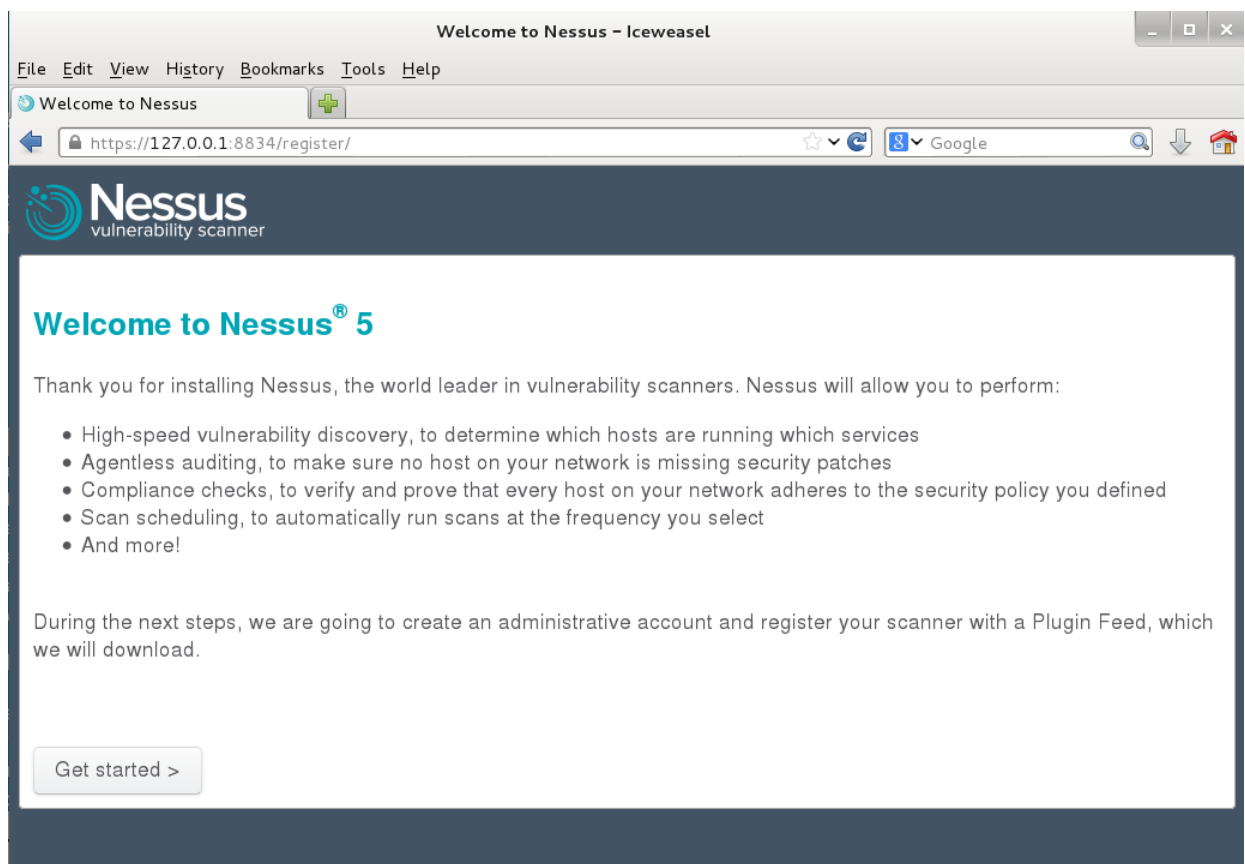 Welcome to Nessus – Iceweasel
File Edit View History Bookmarks Tools Help
Welcome to Nessus
https://127.0.0.1:8834/register/
8 Google
Nessus
vulnerability scanner
Welcome to Nessus® 5
Thank you for installing Nessus, the world leader in vulnerability scanners. Nessus will allow you to perform:
• High-speed vulnerability discovery, to determine which hosts are running which services
• Agentless auditing, to make sure no host on your network is missing security patches
• Compliance checks, to verify and prove that every host on your network adheres to the security policy you defined
• Scan scheduling, to automatically run scans at the frequency you select
• And more!
During the next steps, we are going to create an administrative account and register your scanner with a Plugin Feed, which
we will download.
Get started >